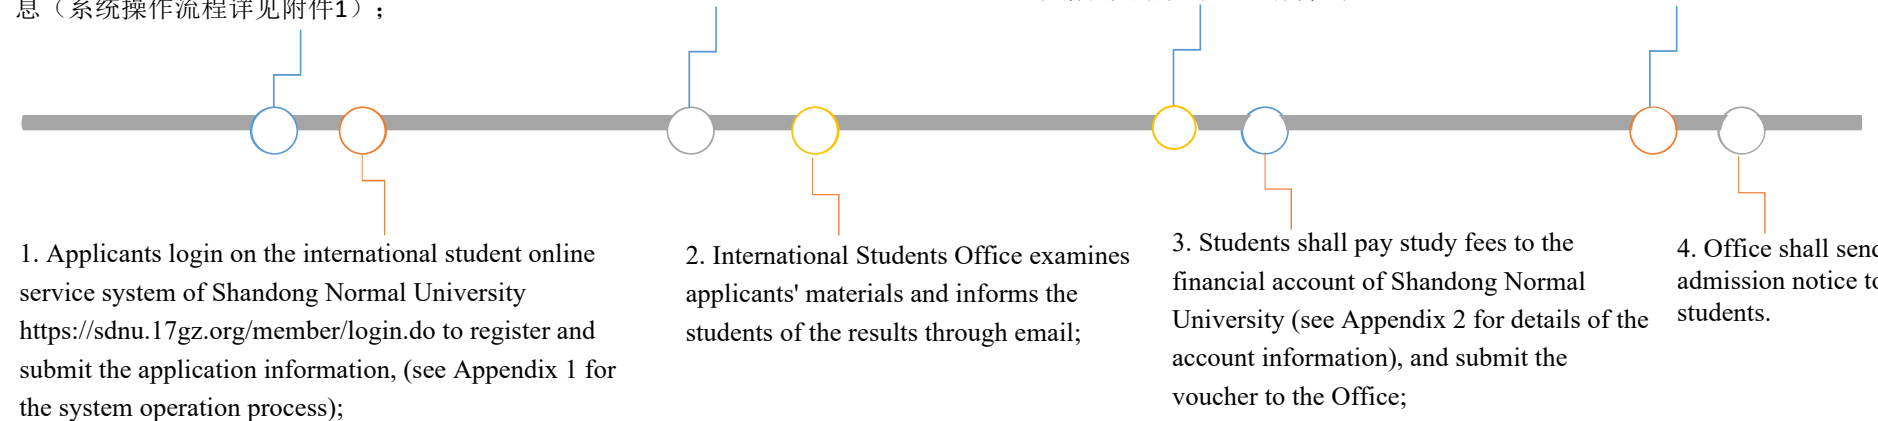 息（系统操作流程详见附件1）；
1. Applicants login on the international student online
service system of Shandong Normal University
https://sdnu.17gz.org/member/login.do to register and
submit the application information, (see Appendix 1 for
the system operation process);
2. International Students Office examines
applicants' materials and informs the
students of the results through email;
3. Students shall pay study fees to the
financial account of Shandong Normal
University (see Appendix 2 for details of the
account information), and submit the
voucher to the Office;
4. Office shall send
admission notice to
students.